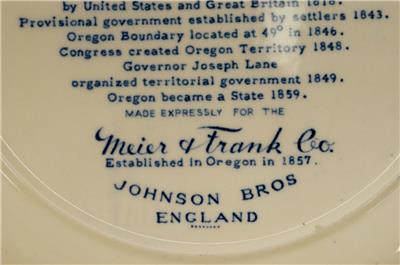 by United States and Great Britain 1818.
Provisional government established by settlers 1843.
Oregon Boundary located at 49° in 1846.
Congress created Oregon Territory 1848.
Governor Joseph Lane
organized territorial government 1849.
Oregon became a State 1859.
MADE EXPRESSLY FOR THE
Meier & Frank Co.
Established in Oregon in 1857.
JOHNSON BROS
ENGLAND